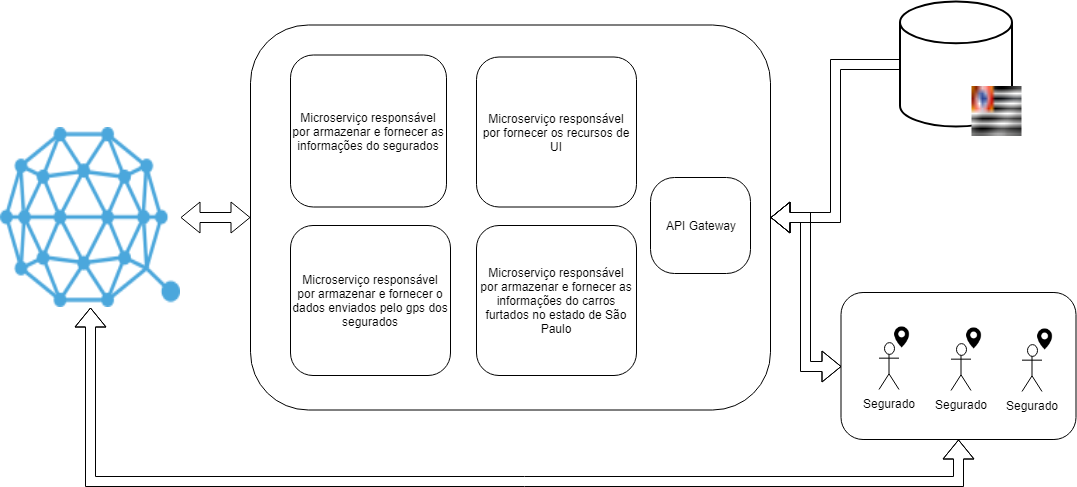 Microserviço responsável
por armazenar e fornecer as
informações do segurados
Microserviço responsável
por fornecer os recursos de
UI
API Gateway
Microserviço responsável
por armazenar e fornecer o
dados enviados pelo gps dos
segurados
Microserviço responsável
por armazenar e fornecer as
informações do carros
furtados no estado de São
Paulo
Segurado
Segurado
Segurado